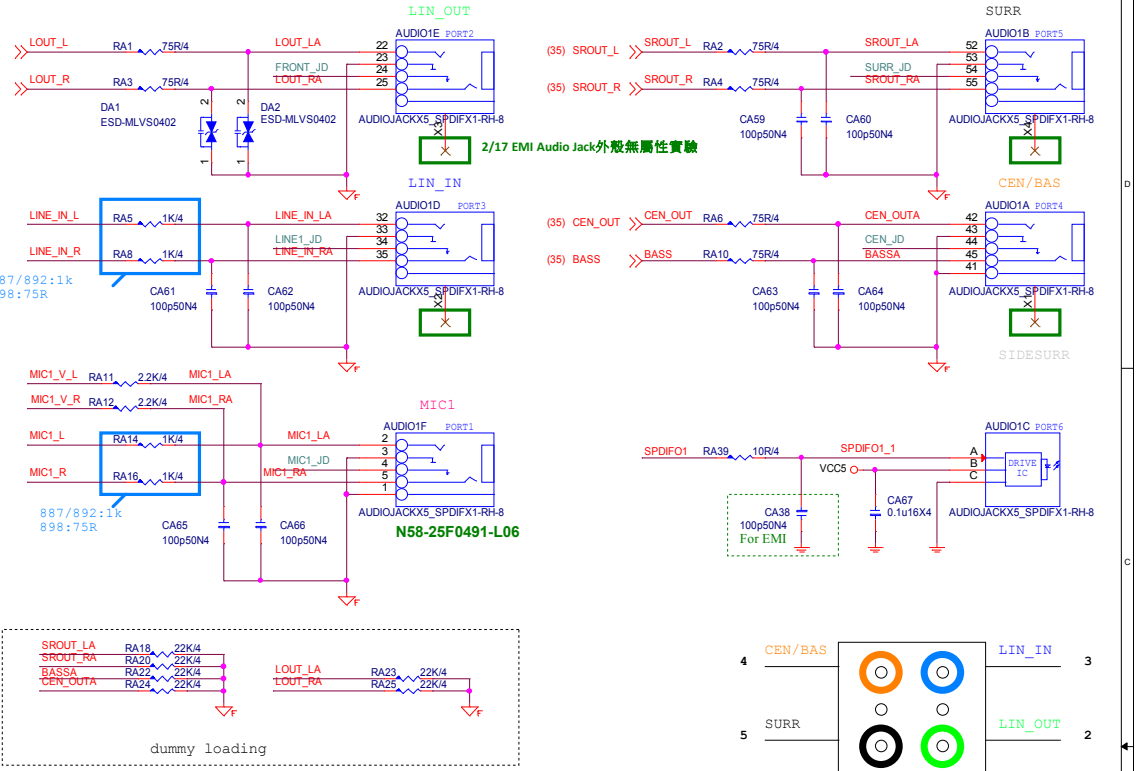 LIN_OUT
AUDIO1E PORT2
LOUT_L RA1 75R/4 LOUT_LA 22
23
FRONT_JD 24
LOUT_R RA3 75R/4 LOUT_RA 25
DA1
ESD-MLVS0402
DA2
ESD-MLVS0402
2 2
1 1
AUDIOJACKX5_SPDIFX1-RH-8
X3
2/17 EMI Audio Jack外殼無屬性實驗
F
SURR
AUDIO1B PORT5
(35) SROUT_L SROUT_L RA2 75R/4 SROUT_LA 52
53
SURR_JD 54
(35) SROUT_R SROUT_R RA4 75R/4 SROUT_RA 55
CA59
100p50N4
CA60
100p50N4
AUDIOJACKX5_SPDIFX1-RH-8
X4
F
D
LIN_IN
AUDIO1D PORT3
LINE_IN_L RA5 1K/4 LINE_IN_LA 32
33
LINE1_JD 34
LINE_IN_R RA8 1K/4 LINE_IN_RA 35
87/892:1k
98:75R
CA61
100p50N4
CA62
100p50N4
AUDIOJACKX5_SPDIFX1-RH-8
X2
F
CEN/BAS
AUDIO1A PORT4
(35) CEN_OUT CEN_OUT RA6 75R/4 CEN_OUTA 42
43
CEN_JD 44
(35) BASS BASS RA10 75R/4 BASSA 45
41
CA63
100p50N4
CA64
100p50N4
AUDIOJACKX5_SPDIFX1-RH-8
X1
F
SIDESURR
MIC1_V_L RA11 2.2K/4 MIC1_LA
MIC1_V_R RA12 2.2K/4 MIC1_RA
MIC1
AUDIO1F PORT1
MIC1_L RA14 1K/4 MIC1_LA 2
3
MIC1_JD 4
MIC1_R RA16 1K/4 MIC1_RA 5
1
887/892:1k
898:75R
CA65
100p50N4
CA66
100p50N4
AUDIOJACKX5_SPDIFX1-RH-8
N58-25F0491-L06
F
AUDIO1C PORT6
SPDIFO1 RA39 10R/4 SPDIFO1_1 A
VCC5 B
C
DRIVE
IC
CA38
100p50N4
For EMI
CA67
0.1u16X4
AUDIOJACKX5_SPDIFX1-RH-8
C
SROUT_LA RA18 22K/4
SROUT_RA RA20 22K/4
BASSA RA22 22K/4
CEN_OUTA RA24 22K/4
F
LOUT_LA RA23 22K/4
LOUT_RA RA25 22K/4
F
dummy loading
4 CEN/BAS LIN_IN 3
5 SURR LIN_OUT 2